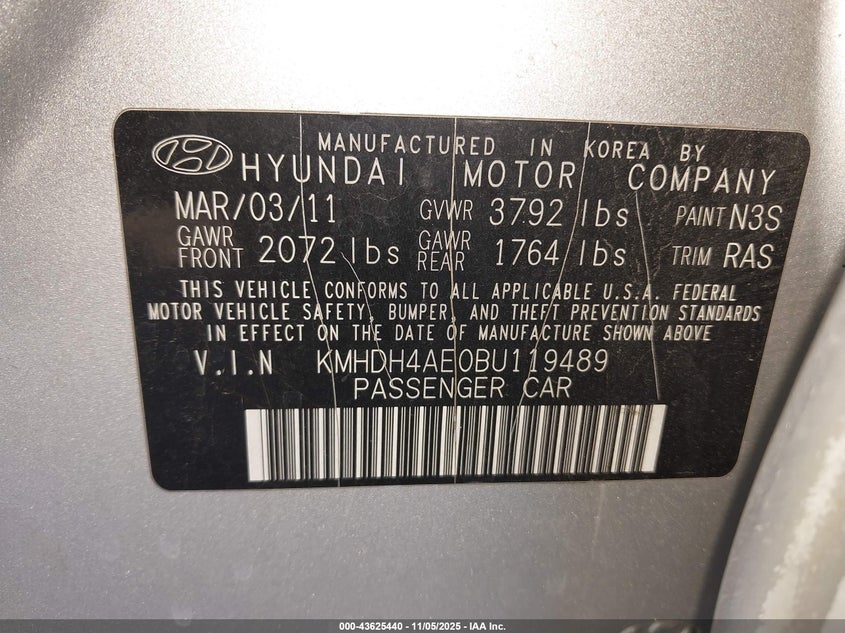 MANUFACTURED IN KOREA BY
HYUNDAI MOTOR COMPANY
MAR/03/11 GVWR 3792 lbs PAINT N3S
GAWR FRONT 2072 lbs GAWR REAR 1764 lbs TRIM RAS
THIS VEHICLE CONFORMS TO ALL APPLICABLE U.S.A. FEDERAL
MOTOR VEHICLE SAFETY, BUMPER, AND THEFT PREVENTION STANDARDS
IN EFFECT ON THE DATE OF MANUFACTURE SHOWN ABOVE
V.I.N KMHDH4AE0BU119489
PASSENGER CAR
000-43625440 - 11/05/2025 - IAA Inc.